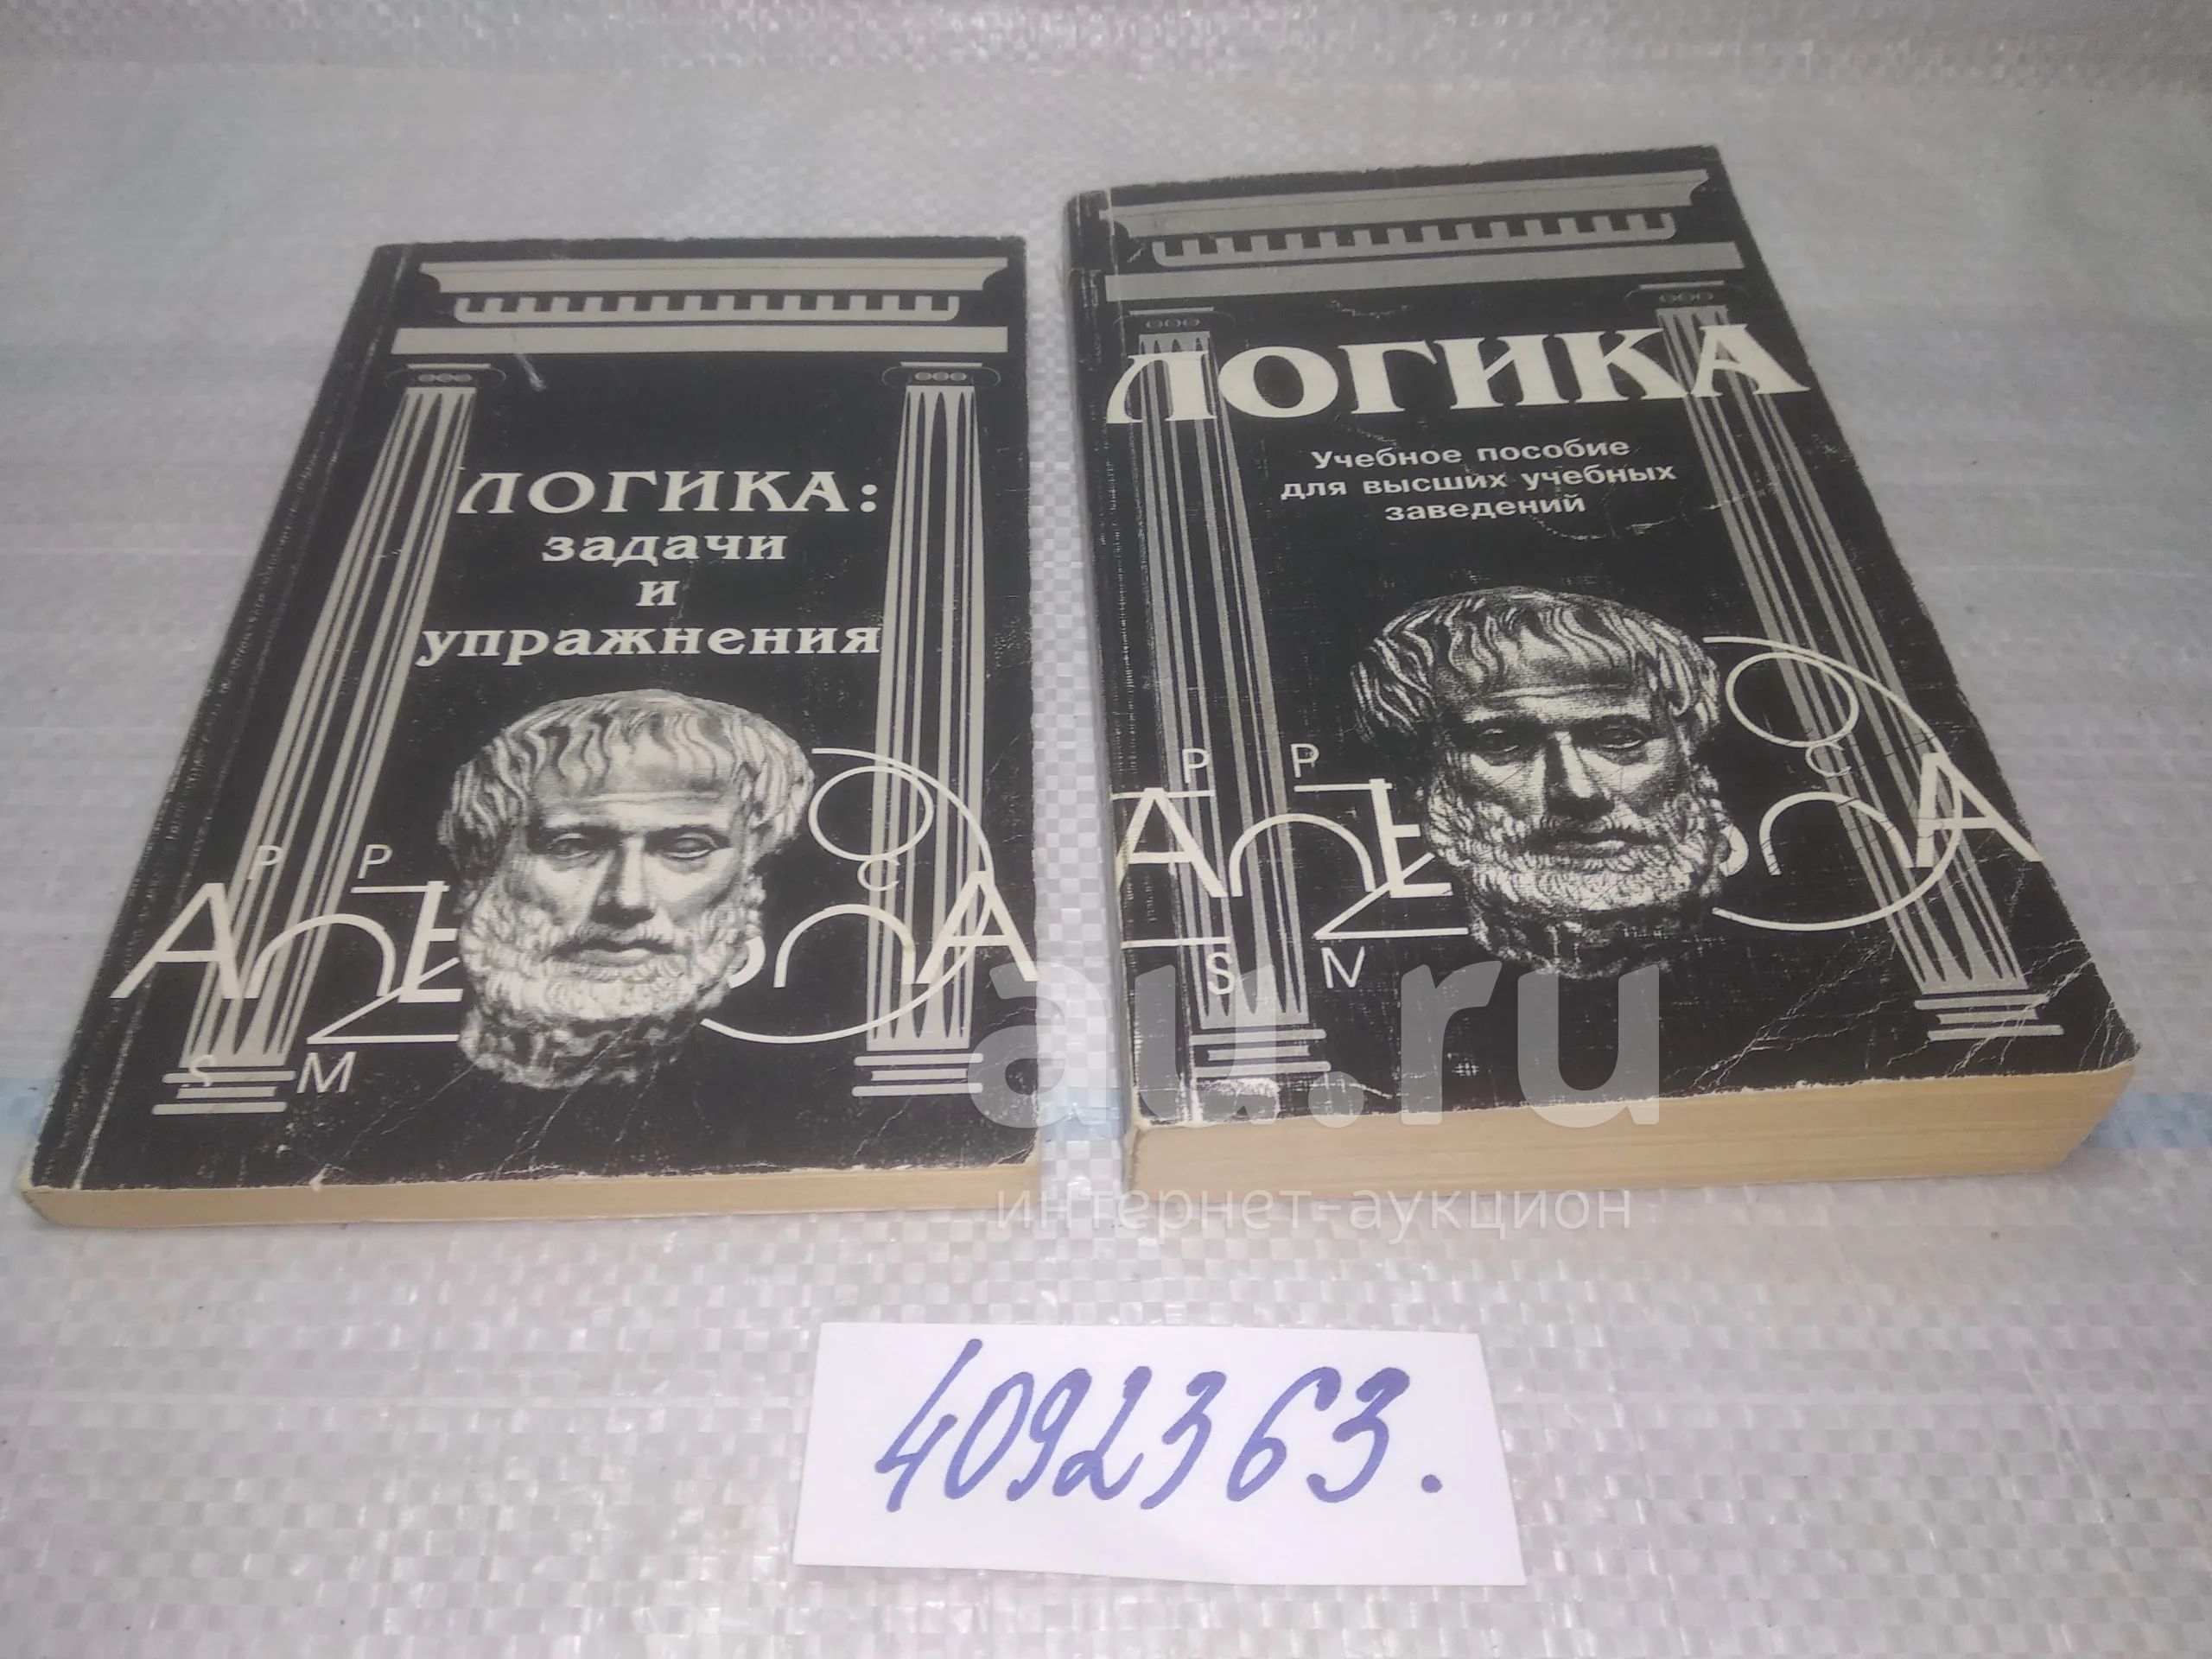 ЛОГИКА:
задачи
и
упражнения
P P
S M
ЛОГИКА
Учебное пособие
для высших учебных
заведений
P P
S
au.ru
интернет-аукцион
4092363.